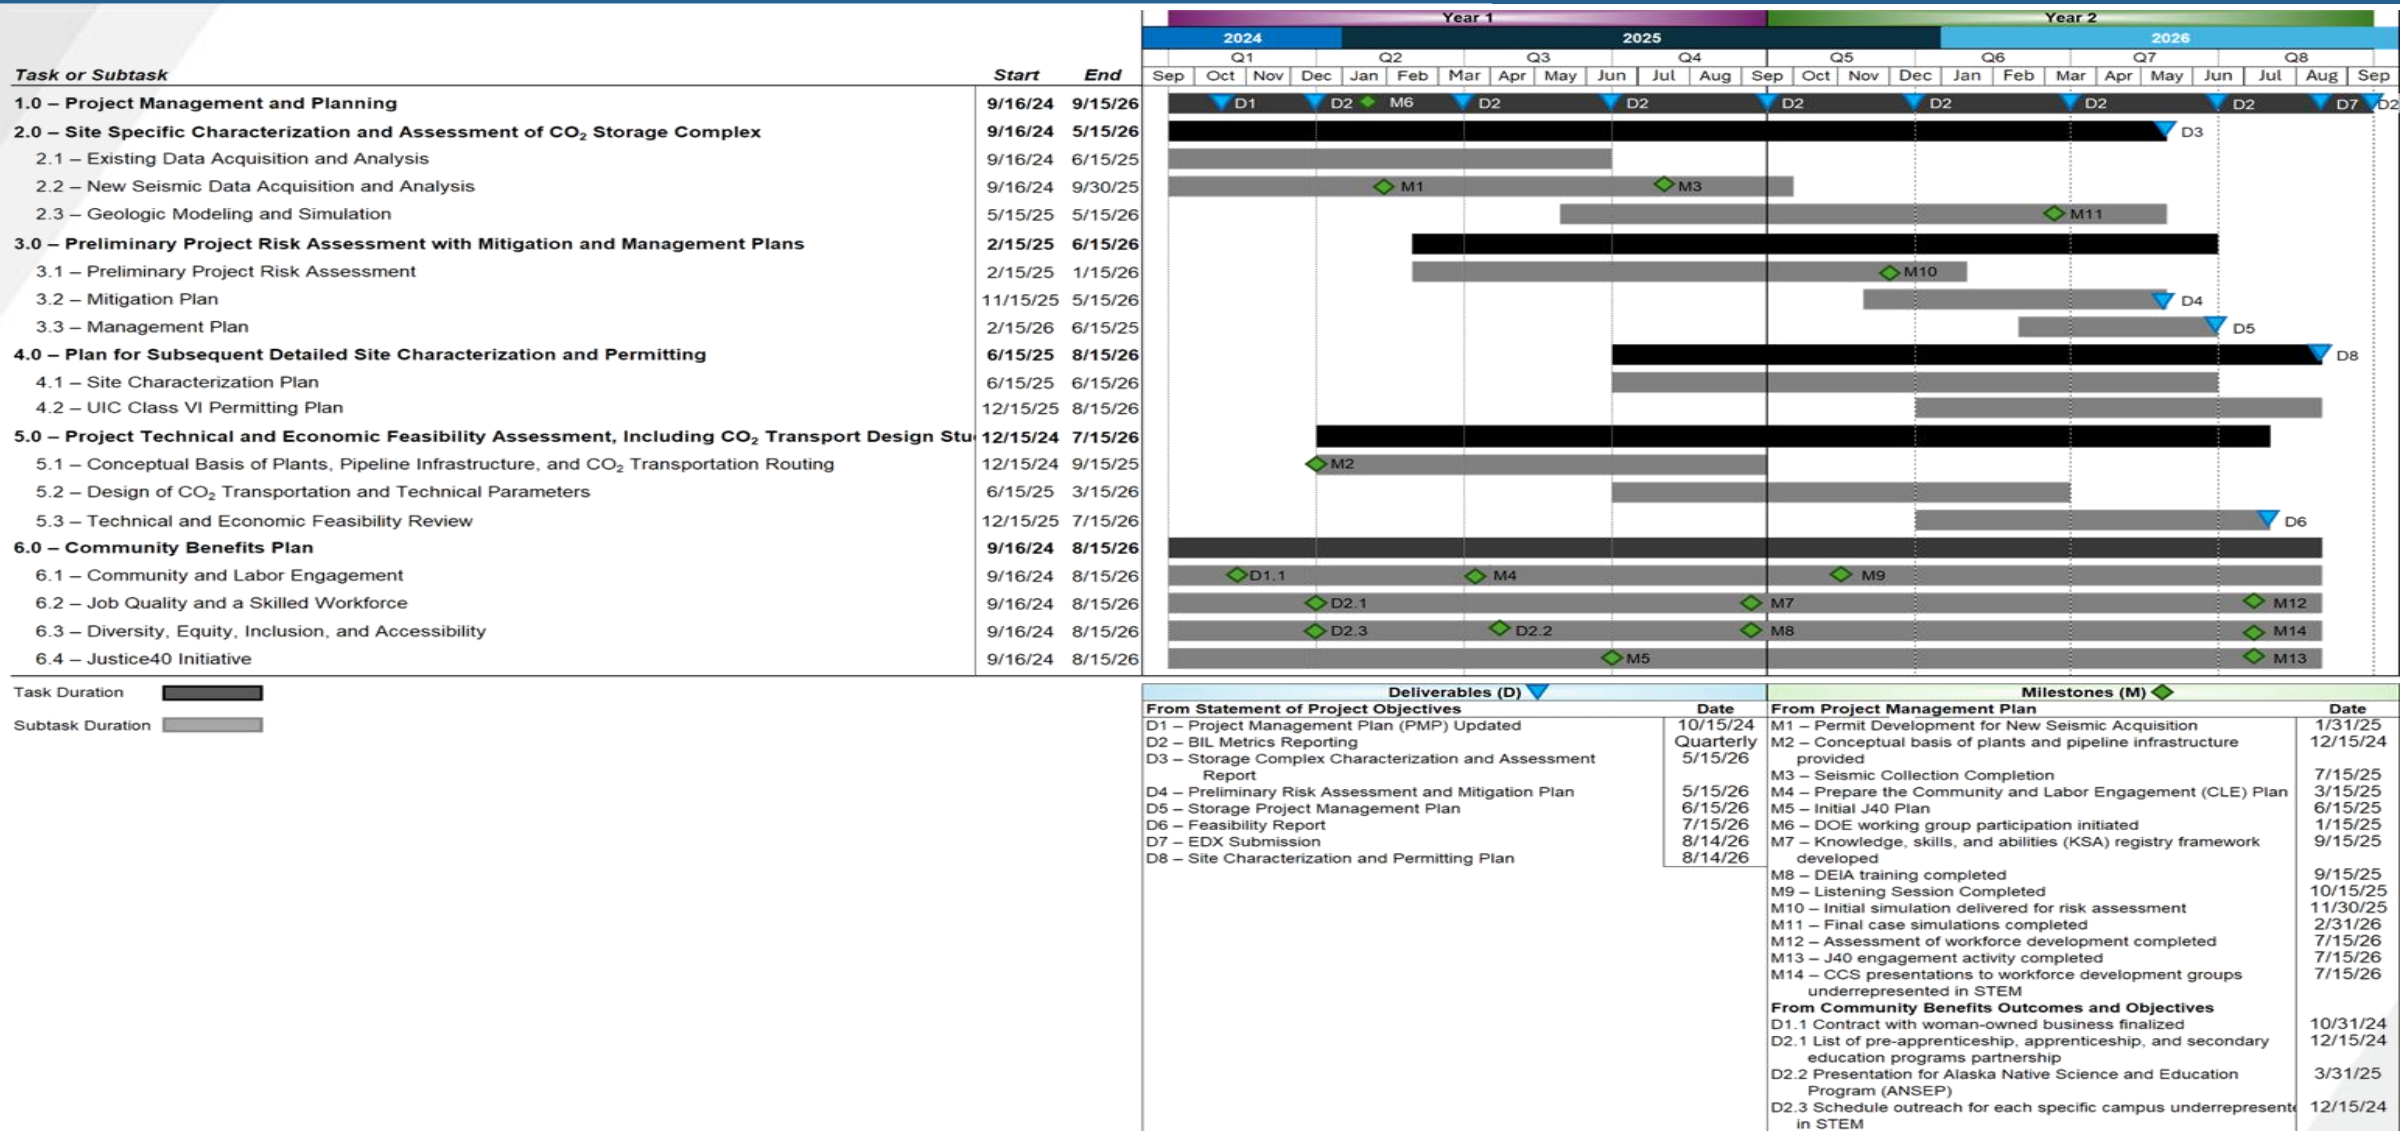 Year 1 Year 2
2024 2025 2026
Q1 Q2 Q3 Q4 Q5 Q6 Q7 Q8
Task or Subtask Start End Sep Oct Nov Dec Jan Feb Mar Apr May Jun Jul Aug Sep Oct Nov Dec Jan Feb Mar Apr May Jun Jul Aug Sep
1.0 – Project Management and Planning 9/16/24 9/15/26 D1 D2 M6 D2 D2 D2 D2 D2 D2 D7 D2
2.0 – Site Specific Characterization and Assessment of CO₂ Storage Complex 9/16/24 5/15/26 D3
2.1 – Existing Data Acquisition and Analysis 9/16/24 6/15/25
2.2 – New Seismic Data Acquisition and Analysis 9/16/24 9/30/25 M1 M3
2.3 – Geologic Modeling and Simulation 5/15/25 5/15/26 M11
3.0 – Preliminary Project Risk Assessment with Mitigation and Management Plans 2/15/25 6/15/26
3.1 – Preliminary Project Risk Assessment 2/15/25 1/15/26 M10
3.2 – Mitigation Plan 11/15/25 5/15/26 D4
3.3 – Management Plan 2/15/26 6/15/25 D5
4.0 – Plan for Subsequent Detailed Site Characterization and Permitting 6/15/25 8/15/26 D8
4.1 – Site Characterization Plan 6/15/25 6/15/26
4.2 – UIC Class VI Permitting Plan 12/15/25 8/15/26
5.0 – Project Technical and Economic Feasibility Assessment, Including CO₂ Transport Design Stu 12/15/24 7/15/26
5.1 – Conceptual Basis of Plants, Pipeline Infrastructure, and CO₂ Transportation Routing 12/15/24 9/15/25 M2
5.2 – Design of CO₂ Transportation and Technical Parameters 6/15/25 3/15/26
5.3 – Technical and Economic Feasibility Review 12/15/25 7/15/26 D6
6.0 – Community Benefits Plan 9/16/24 8/15/26
6.1 – Community and Labor Engagement 9/16/24 8/15/26 D1.1 M4 M9
6.2 – Job Quality and a Skilled Workforce 9/16/24 8/15/26 D2.1 M7 M12
6.3 – Diversity, Equity, Inclusion, and Accessibility 9/16/24 8/15/26 D2.3 D2.2 M8 M14
6.4 – Justice40 Initiative 9/16/24 8/15/26 M5 M13
Task Duration
Subtask Duration
Deliverables (D)
From Statement of Project Objectives Date
D1 – Project Management Plan (PMP) Updated 10/15/24
D2 – BIL Metrics Reporting Quarterly
D3 – Storage Complex Characterization and Assessment 5/15/26
Report
D4 – Preliminary Risk Assessment and Mitigation Plan 5/15/26
D5 – Storage Project Management Plan 6/15/26
D6 – Feasibility Report 7/15/26
D7 – EDX Submission 8/14/26
D8 – Site Characterization and Permitting Plan 8/14/26
Milestones (M)
From Project Management Plan Date
M1 – Permit Development for New Seismic Acquisition 1/31/25
M2 – Conceptual basis of plants and pipeline infrastructure 12/15/24
provided
M3 – Seismic Collection Completion 7/15/25
M4 – Prepare the Community and Labor Engagement (CLE) Plan 3/15/25
M5 – Initial J40 Plan 6/15/25
M6 – DOE working group participation initiated 1/15/25
M7 – Knowledge, skills, and abilities (KSA) registry framework 9/15/25
developed
M8 – DEIA training completed 9/15/25
M9 – Listening Session Completed 10/15/25
M10 – Initial simulation delivered for risk assessment 11/30/25
M11 – Final case simulations completed 2/31/26
M12 – Assessment of workforce development completed 7/15/26
M13 – J40 engagement activity completed 7/15/26
M14 – CCS presentations to workforce development groups 7/15/26
underrepresented in STEM
From Community Benefits Outcomes and Objectives
D1.1 Contract with woman-owned business finalized 10/31/24
D2.1 List of pre-apprenticeship, apprenticeship, and secondary 12/15/24
education programs partnership
D2.2 Presentation for Alaska Native Science and Education 3/31/25
Program (ANSEP)
D2.3 Schedule outreach for each specific campus underrepresente 12/15/24
in STEM